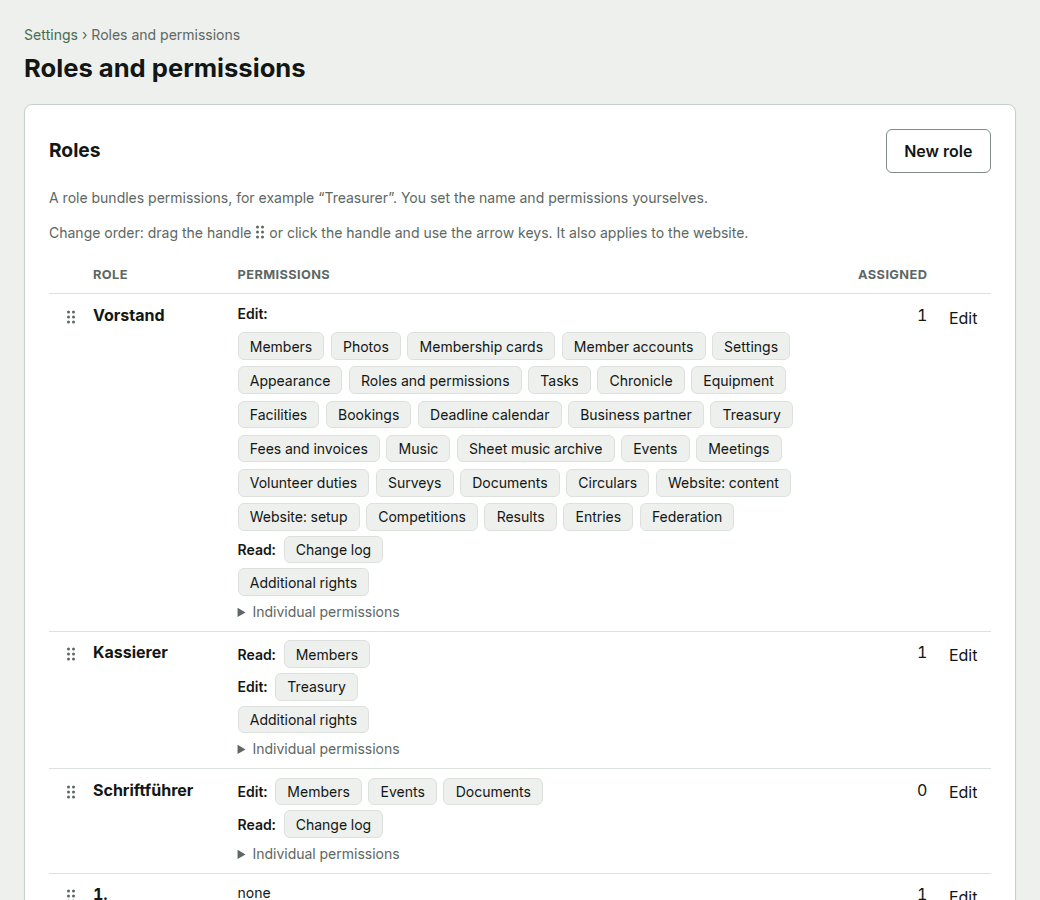 Settings › Roles and permissions
Roles and permissions
Roles
New role
A role bundles permissions, for example “Treasurer”. You set the name and permissions yourselves.
Change order: drag the handle or click the handle and use the arrow keys. It also applies to the website.
ROLE PERMISSIONS ASSIGNED
Vorstand Edit: 1 Edit
Members Photos Membership cards Member accounts Settings
Appearance Roles and permissions Tasks Chronicle Equipment
Facilities Bookings Deadline calendar Business partner Treasury
Fees and invoices Music Sheet music archive Events Meetings
Volunteer duties Surveys Documents Circulars Website: content
Website: setup Competitions Results Entries Federation
Read: Change log
Additional rights
Individual permissions
Kassierer Read: Members 1 Edit
Edit: Treasury
Additional rights
Individual permissions
Schriftführer Edit: Members Events Documents 0 Edit
Read: Change log
Individual permissions
1. none 1 Edit